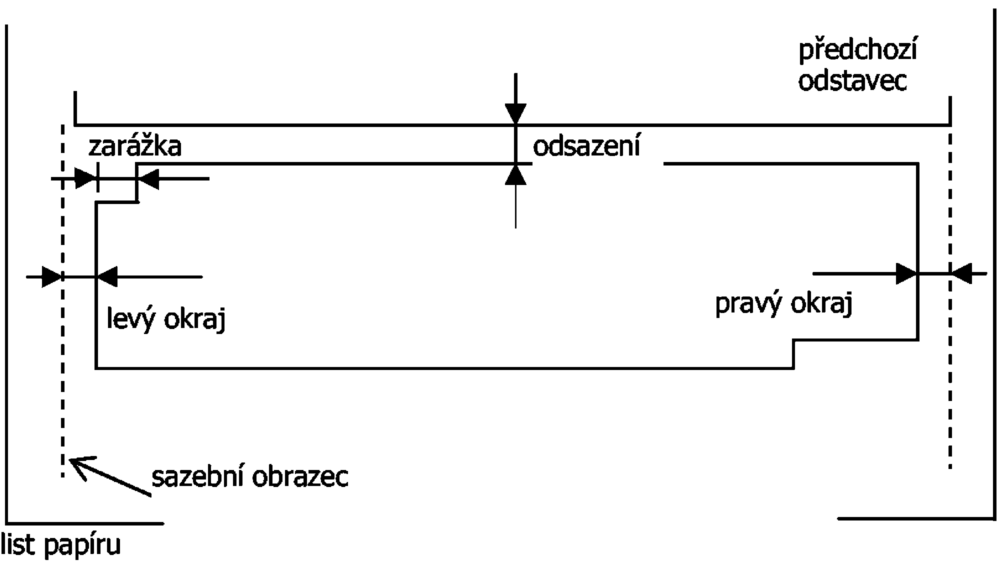 předchozí
odstavec
zarážka
odsazení
levý okraj
pravý okraj
sazební obrazec
list papíru